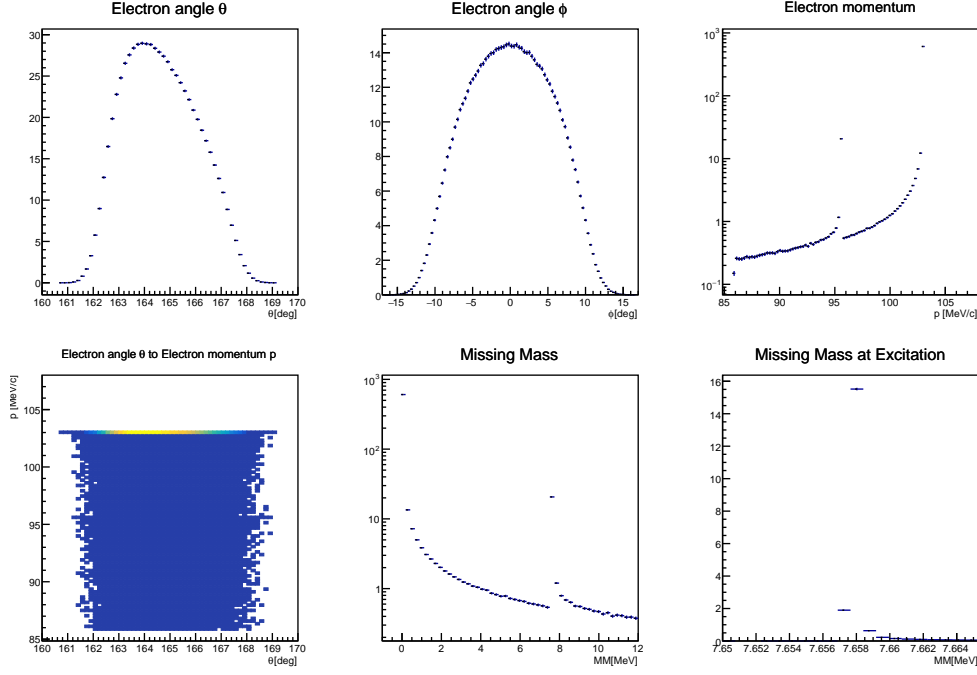 Electron angle θ
30
25
20
15
10
5
0
160 161 162 163 164 165 166 167 168 169 170
θ[deg]
Electron angle ϕ
14
12
10
8
6
4
2
0
−15 −10 −5 0 5 10 15
ϕ[deg]
Electron momentum
10³
10²
10
1
10⁻¹
85 90 95 100 105
p [MeV/c]
Electron angle θ to Electron momentum p
p [MeV/c]
105
100
95
90
85
160 161 162 163 164 165 166 167 168 169 170
θ[deg]
Missing Mass
10³
10²
10
1
0 2 4 6 8 10 12
MM[MeV]
Missing Mass at Excitation
16
14
12
10
8
6
4
2
0
7.65 7.652 7.654 7.656 7.658 7.66 7.662 7.664
MM[MeV]